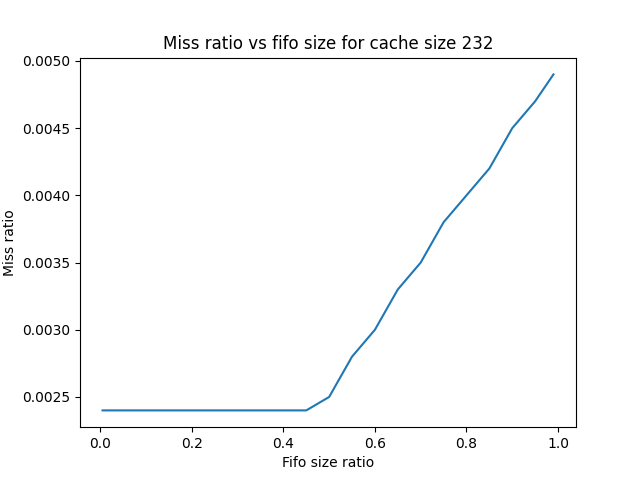 Miss ratio vs fifo size for cache size 232
0.0050
0.0045
0.0040
0.0035
0.0030
0.0025
Miss ratio
0.0 0.2 0.4 0.6 0.8 1.0
Fifo size ratio